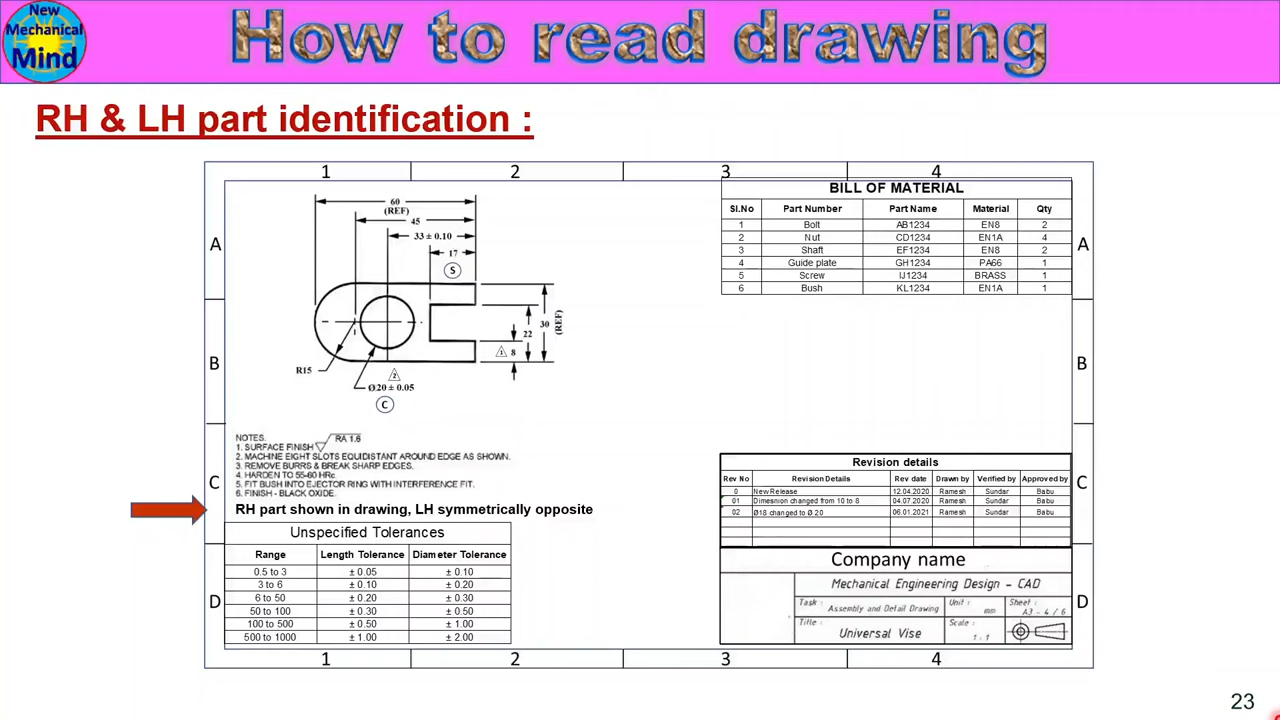 New
Mechanical
Mind
How to read drawing
RH & LH part identification :
1 2 3 4
A A
B B
C C
D D
1 2 3 4
60
(REF)
45
33 ± 0.10
17
S
30
(REF)
22
1 8
R15
2
Ø20 ± 0.05
C
BILL OF MATERIAL
Sl.No Part Number Part Name Material Qty
1 Bolt AB1234 EN8 2
2 Nut CD1234 EN1A 4
3 Shaft EF1234 EN8 2
4 Guide plate GH1234 PA66 1
5 Screw IJ1234 BRASS 1
6 Bush KL1234 EN1A 1
NOTES.
1. SURFACE FINISH RA 1.6
2. MACHINE EIGHT SLOTS EQUIDISTANT AROUND EDGE AS SHOWN.
3. REMOVE BURRS & BREAK SHARP EDGES.
4. HARDEN TO 55-60 HRc
5. FIT BUSH INTO EJECTOR RING WITH INTERFERENCE FIT.
6. FINISH - BLACK OXIDE.
RH part shown in drawing, LH symmetrically opposite
Unspecified Tolerances
Range Length Tolerance Diameter Tolerance
0.5 to 3 ± 0.05 ± 0.10
3 to 6 ± 0.10 ± 0.20
6 to 50 ± 0.20 ± 0.30
50 to 100 ± 0.30 ± 0.50
100 to 500 ± 0.50 ± 1.00
500 to 1000 ± 1.00 ± 2.00
Revision details
Rev No Revision Details Rev date Drawn by Verified by Approved by
0 New Release 12.04.2020 Ramesh Sundar Babu
01 Dimesnion changed from 10 to 8 04.07.2020 Ramesh Sundar Babu
02 Ø18 changed to Ø 20 06.01.2021 Ramesh Sundar Babu
Company name
Mechanical Engineering Design - CAD
Task : Assembly and Detail Drawing Unit : mm Sheet : A3 - 4 / 6
Title : Universal Vise Scale : 1 : 1
23